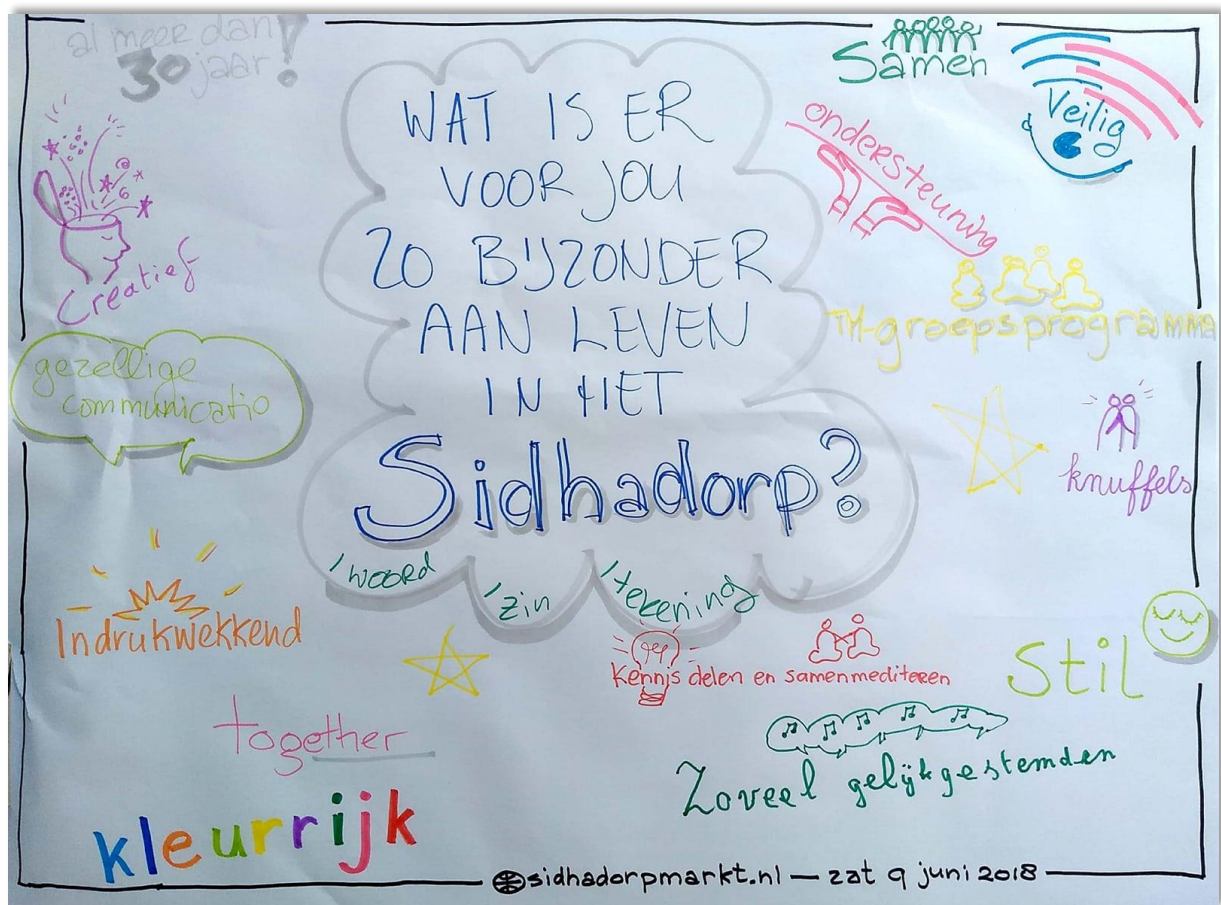 al meer dan
30 jaar!
WAT IS ER
VOOR JOU
ZO BIJZONDER
AAN LEVEN
IN HET
Sidhadorp?
1 woord
1 zin
1 tekening
Samen
Veilig
ondersteuning
TM-groepsprogramma
knuffels
Creatief
gezellige
communicatio
Indrukwekkend
Kennis delen en samenmediteren
Stil
together
Zoveel gelijkgestemden
kleurrijk
sidhadorpmarkt.nl — zat 9 juni 2018